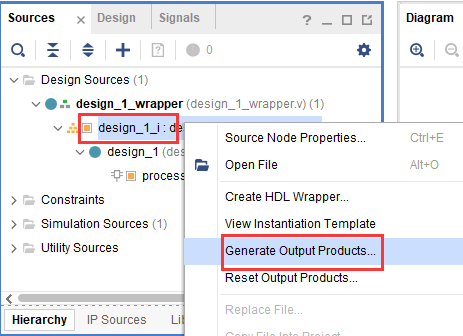 Sources
Design
Signals
Diagram
0
Design Sources (1)
design_1_wrapper (design_1_wrapper.v) (1)
design_1_i : de
design_1 (des
process
Constraints
Simulation Sources (1)
Utility Sources
Source Node Properties... Ctrl+E
Open File Alt+O
Create HDL Wrapper...
View Instantiation Template
Generate Output Products...
Reset Output Products...
Replace File...
Copy File Into Project
Hierarchy
IP Sources
Lib